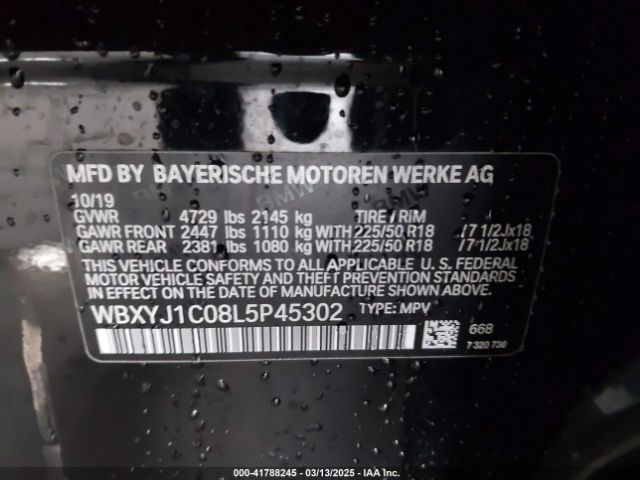 MFD BY BAYERISCHE MOTOREN WERKE AG
10/19
GVWR 4729 lbs 2145 kg TIRE / RIM /
GAWR FRONT 2447 lbs 1110 kg WITH 225/50 R18 /7 1/2Jx18
GAWR REAR 2381 lbs 1080 kg WITH 225/50 R18 /7 1/2Jx18
THIS VEHICLE CONFORMS TO ALL APPLICABLE U. S. FEDERAL
MOTOR VEHICLE SAFETY AND THEFT PREVENTION STANDARDS
IN EFFECT ON THE DATE OF MANUFACTURE SHOWN ABOVE.
WBXYJ1C08L5P45302 TYPE: MPV
668
7 320 730
000-41788245 - 03/13/2025 - IAA Inc.